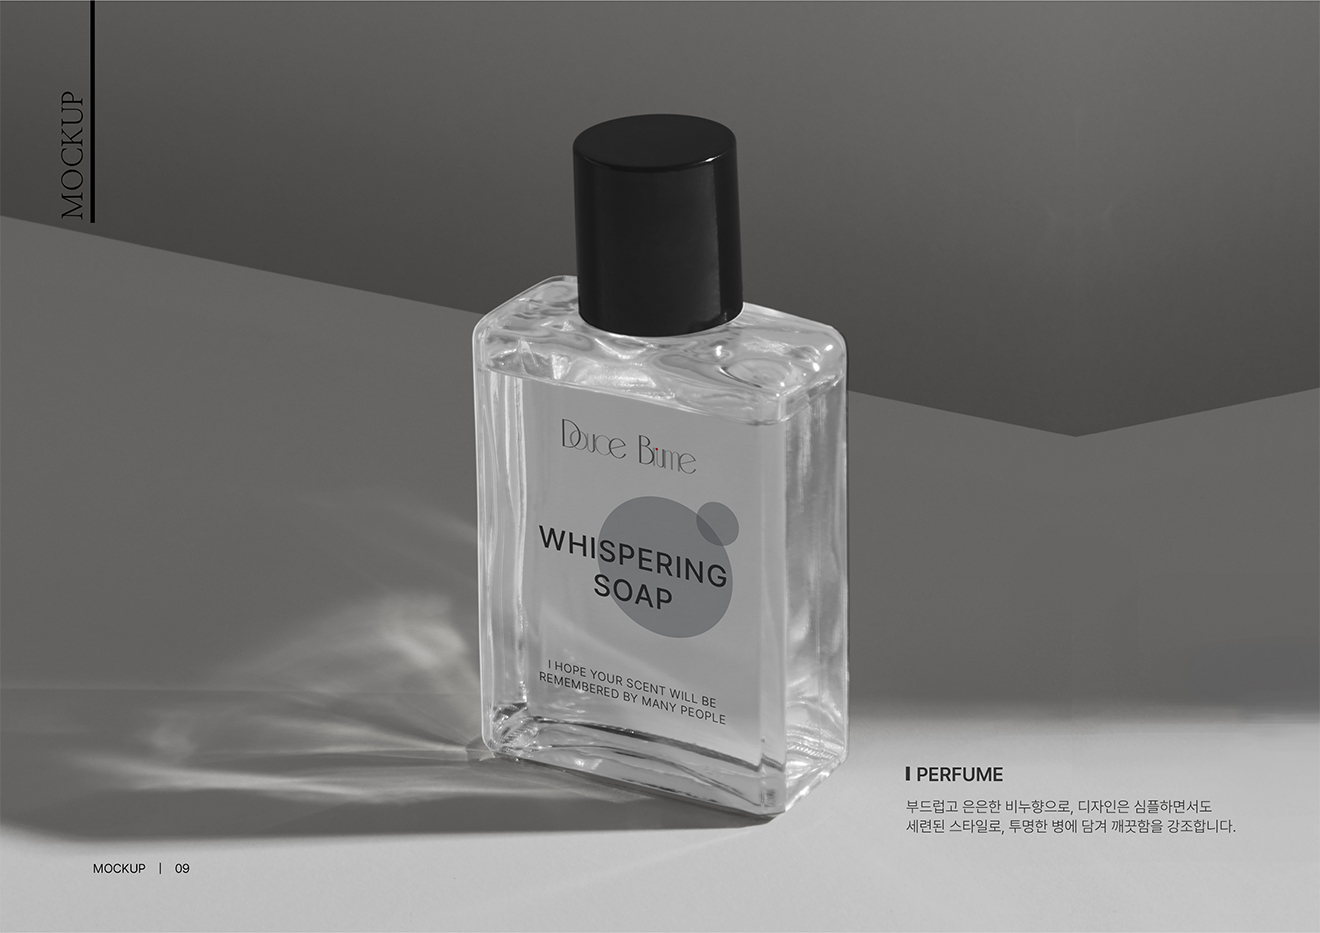 MOCKUP
Douce Brume
WHISPERING
SOAP
I HOPE YOUR SCENT WILL BE
REMEMBERED BY MANY PEOPLE
PERFUME
부드럽고 은은한 비누향으로, 디자인은 심플하면서도
세련된 스타일로, 투명한 병에 담겨 깨끗함을 강조합니다.
MOCKUP | 09